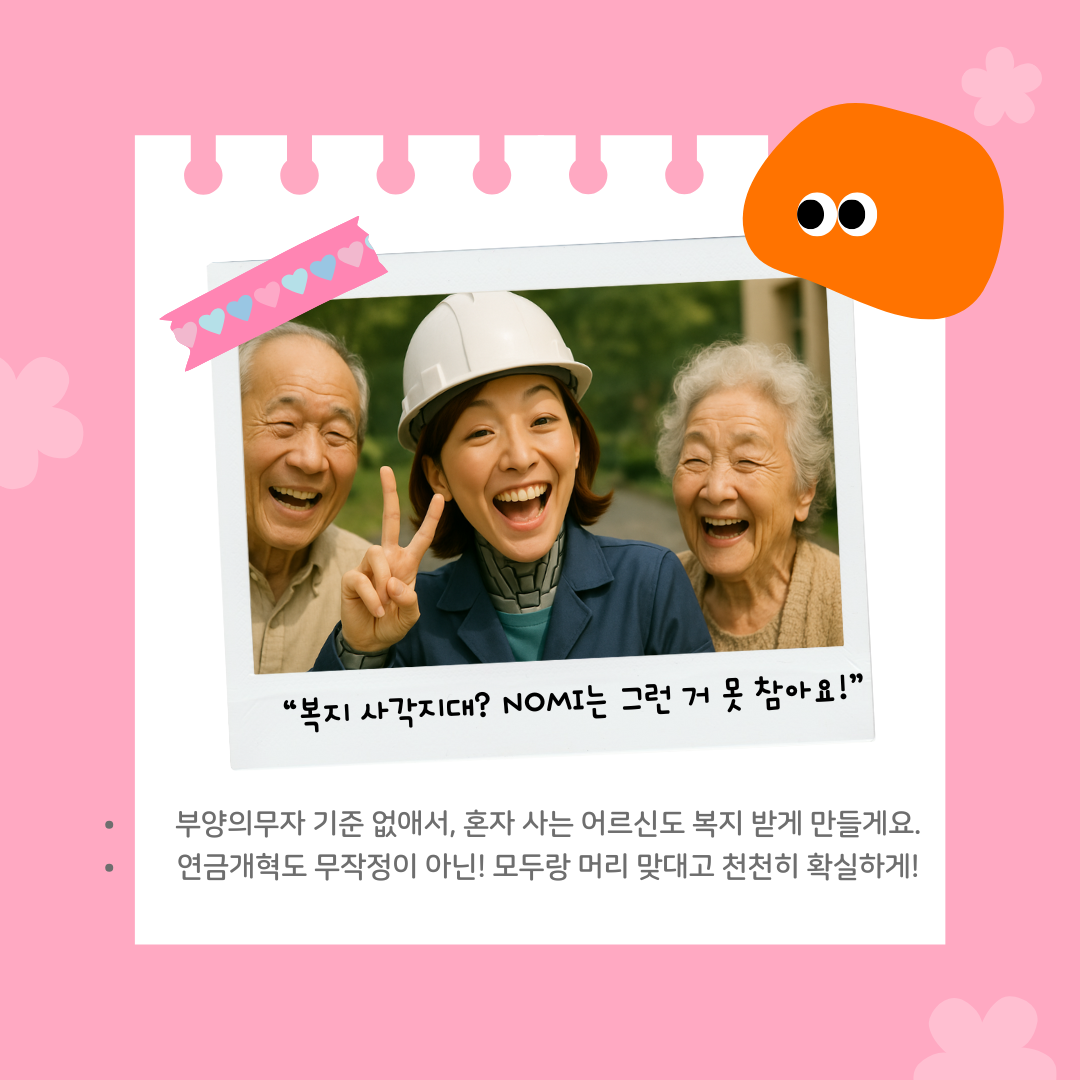 “복지 사각지대? NOMI는 그런 거 못 참아요!”
• 부양의무자 기준 없애서, 혼자 사는 어르신도 복지 받게 만들게요.
• 연금개혁도 무작정이 아닌! 모두랑 머리 맞대고 천천히 확실하게!